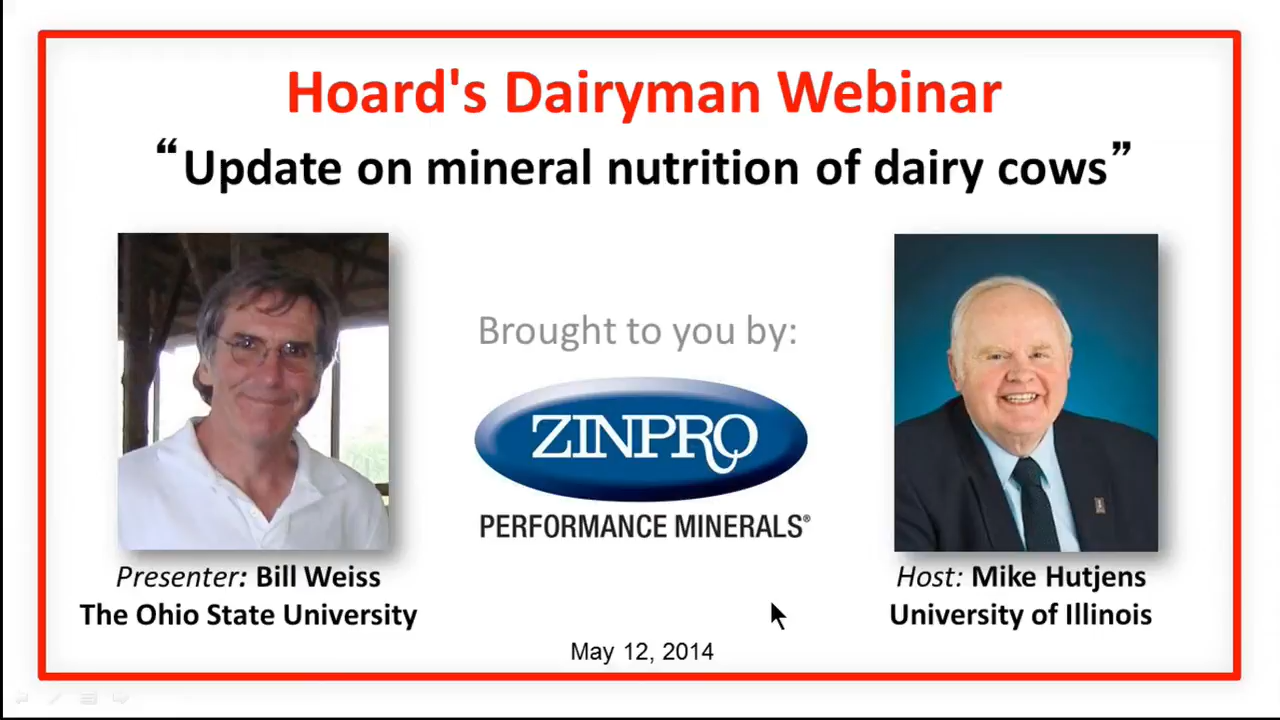 Hoard's Dairyman Webinar
“Update on mineral nutrition of dairy cows”
Brought to you by:
ZINPRO
PERFORMANCE MINERALS®
Presenter: Bill Weiss
The Ohio State University
Host: Mike Hutjens
University of Illinois
May 12, 2014